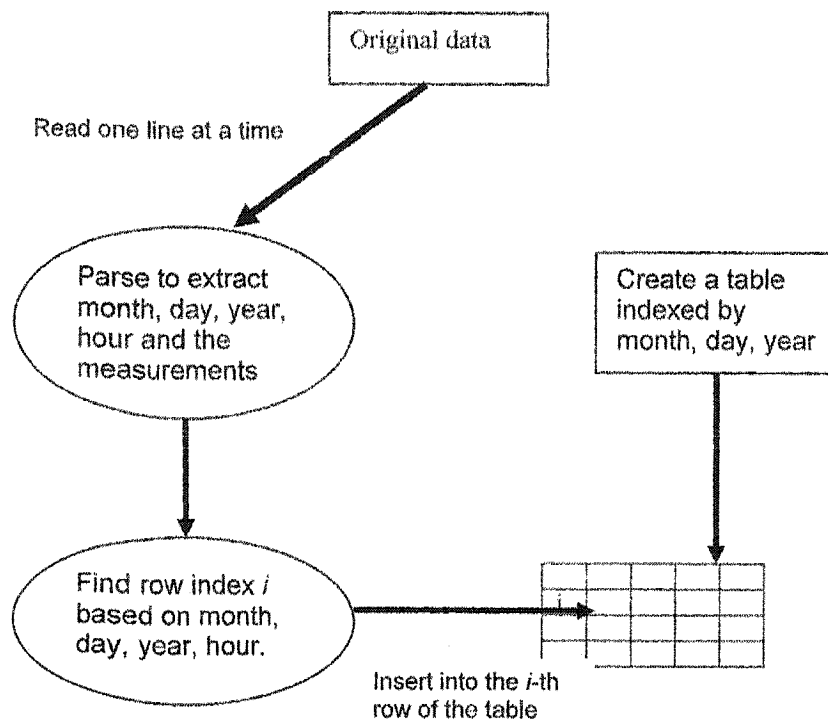 Original data
Read one line at a time
Parse to extract
month, day, year,
hour and the
measurements
Create a table
indexed by
month, day, year
Find row index i
based on month,
day, year, hour.
i
Insert into the i-th
row of the table